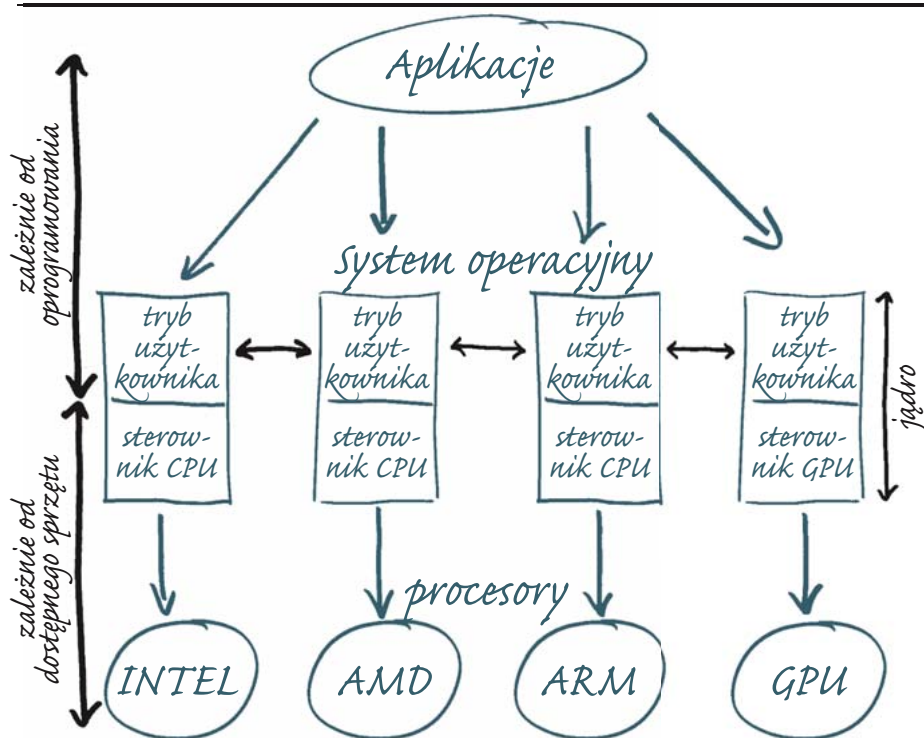 Aplikacje
zależnie od
oprogramowania
System operacyjny
tryb
użyt-
kownika
tryb
użyt-
kownika
tryb
użyt-
kownika
tryb
użyt-
kownika
sterow-
nik CPU
sterow-
nik CPU
sterow-
nik CPU
sterow-
nik GPU
jądro
zależnie od
dostępnego sprzętu
procesory
INTEL
AMD
ARM
GPU